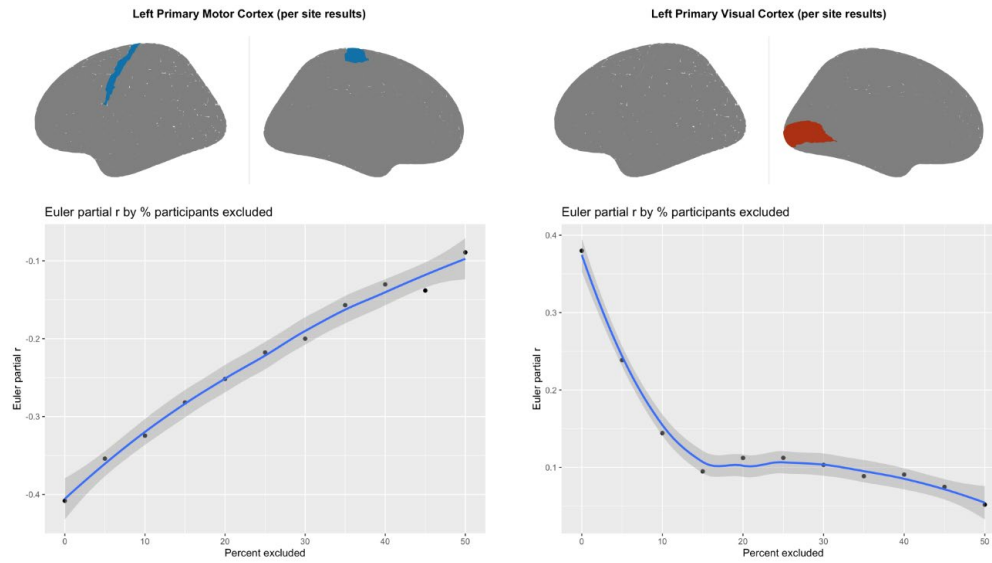 Left Primary Motor Cortex (per site results)
Left Primary Visual Cortex (per site results)
Euler partial r by % participants excluded
-0.1
-0.2
-0.3
-0.4
Euler partial r
0
10
20
30
40
50
Percent excluded
Euler partial r by % participants excluded
0.4
0.3
0.2
0.1
Euler partial r
0
10
20
30
40
50
Percent excluded